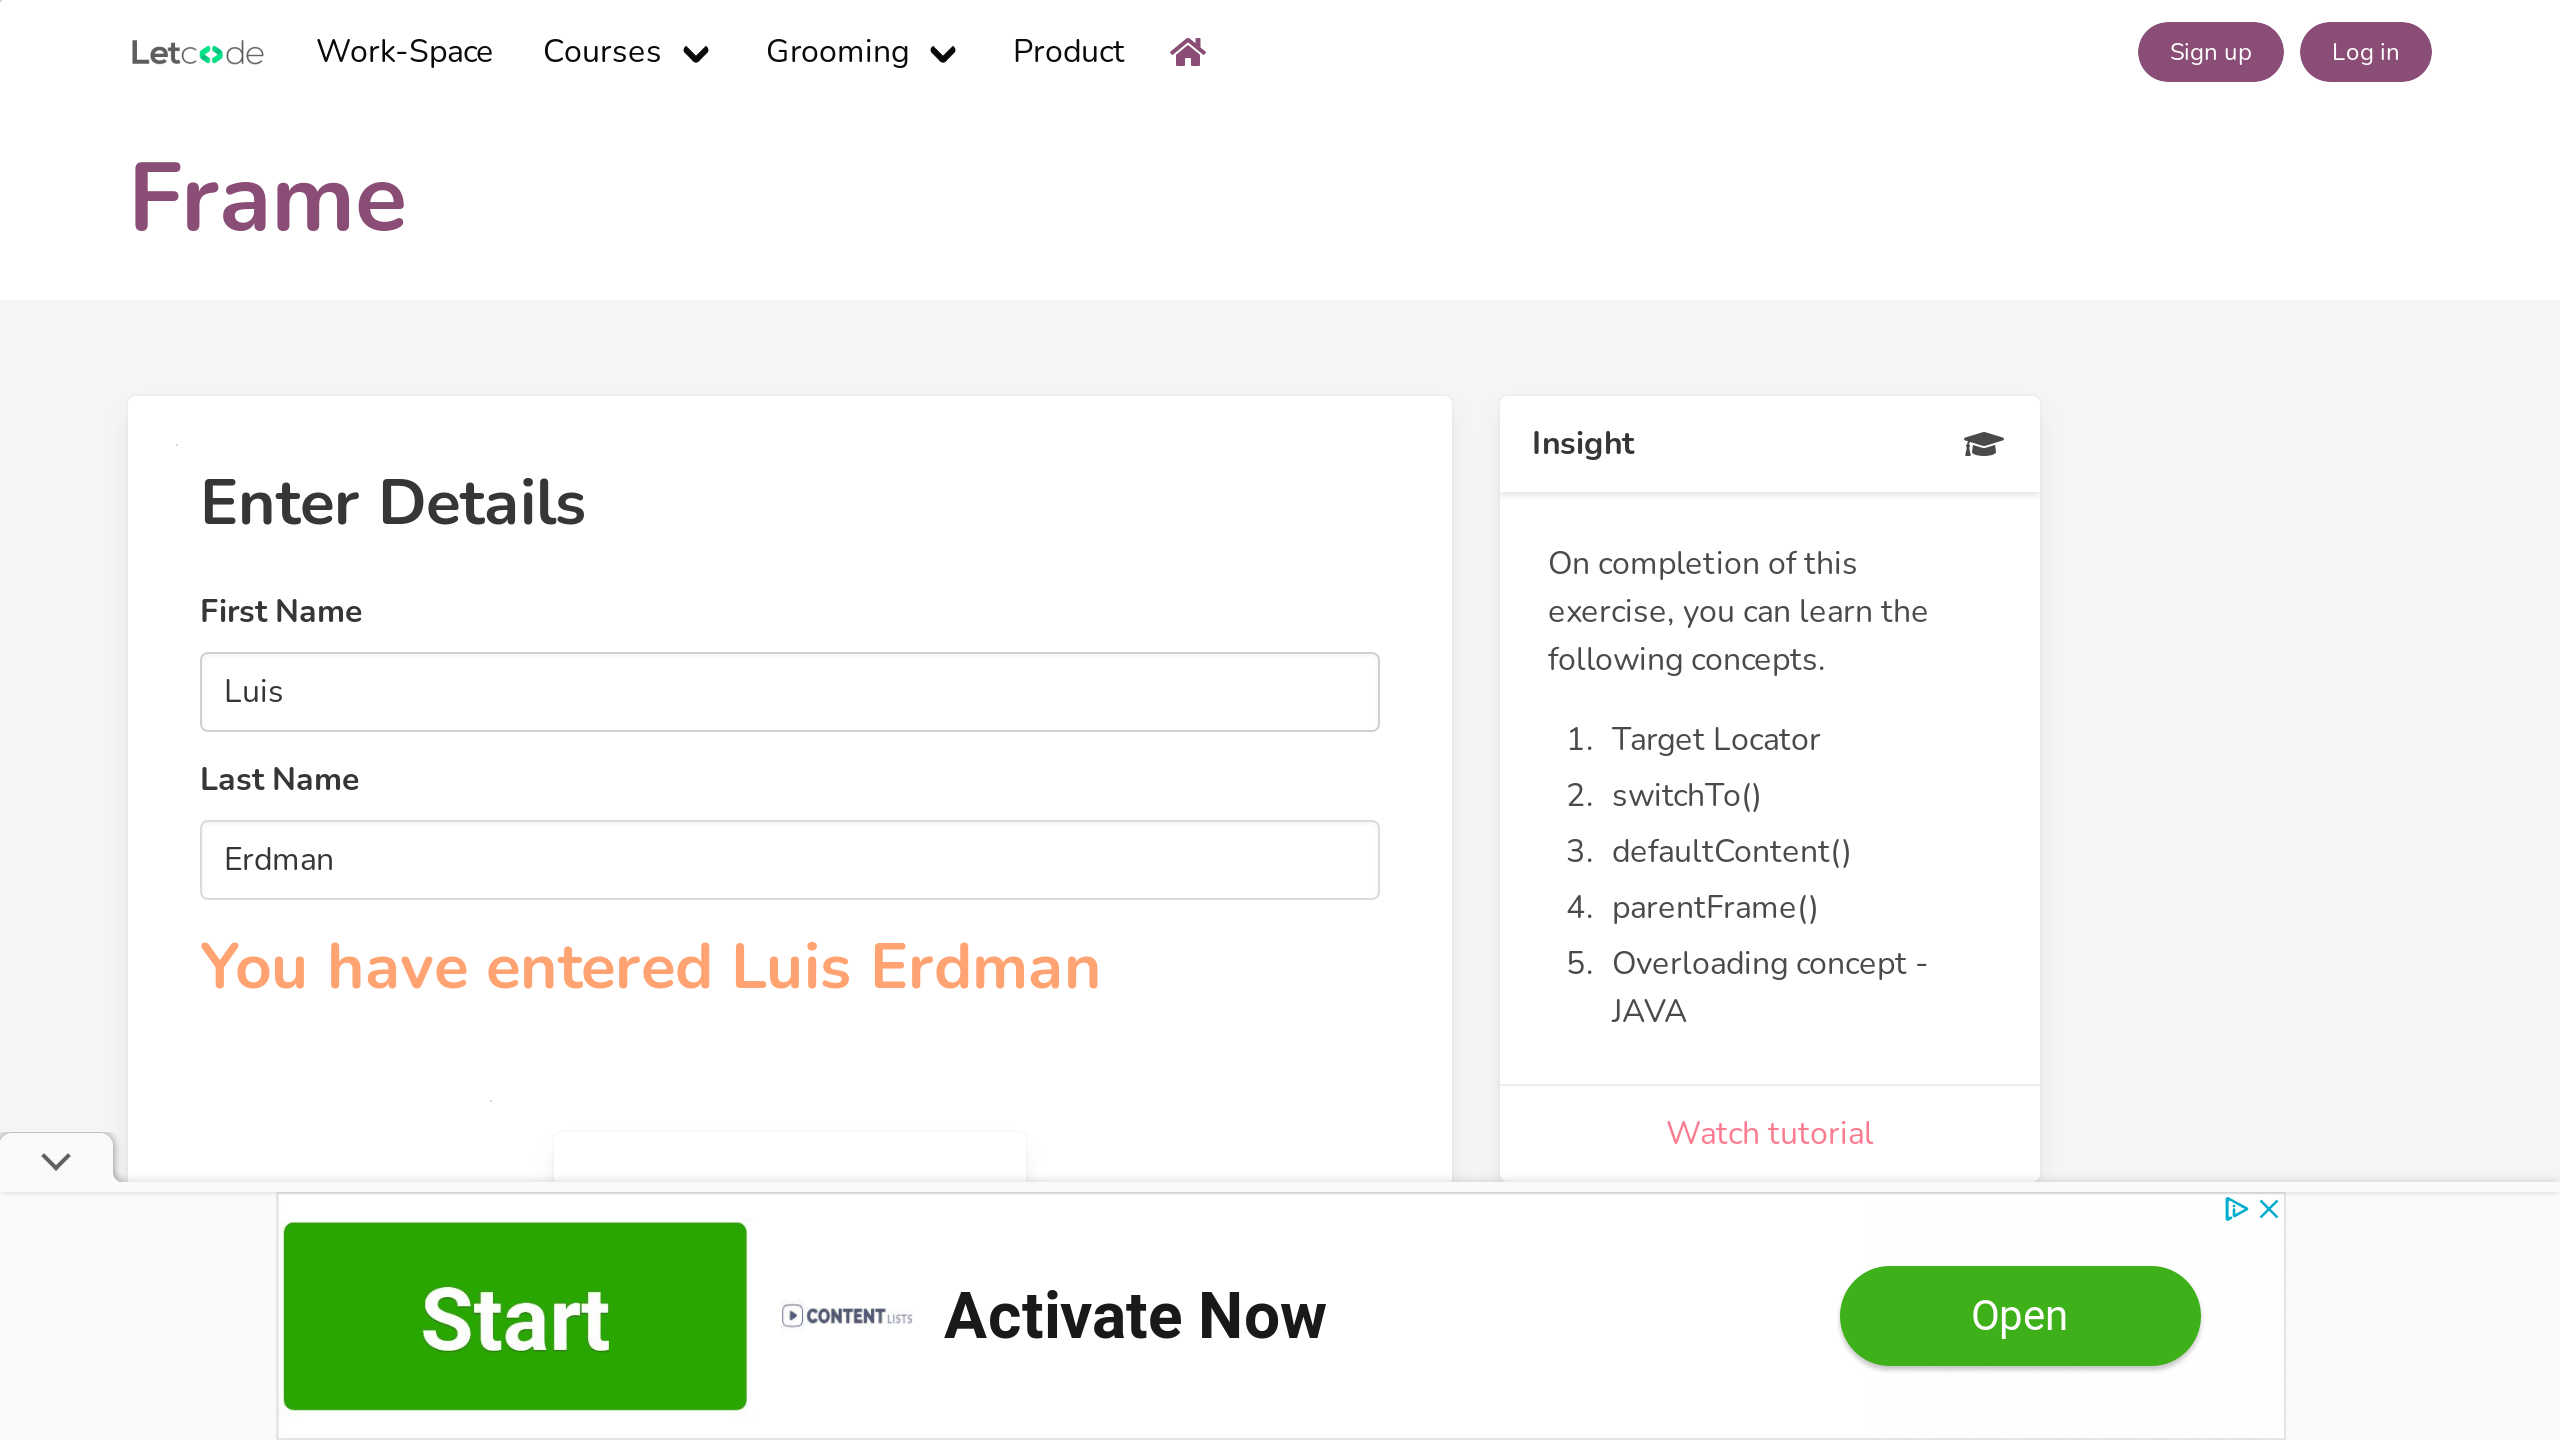 Letcode Work-Space Courses Grooming Product Sign up Log in
Frame
Enter Details
First Name
Luis
Last Name
Erdman
You have entered Luis Erdman
Insight
On completion of this
exercise, you can learn the
following concepts.
1. Target Locator
2. switchTo()
3. defaultContent()
4. parentFrame()
5. Overloading concept -
JAVA
Watch tutorial
Start
CONTENT LISTS
Activate Now
Open